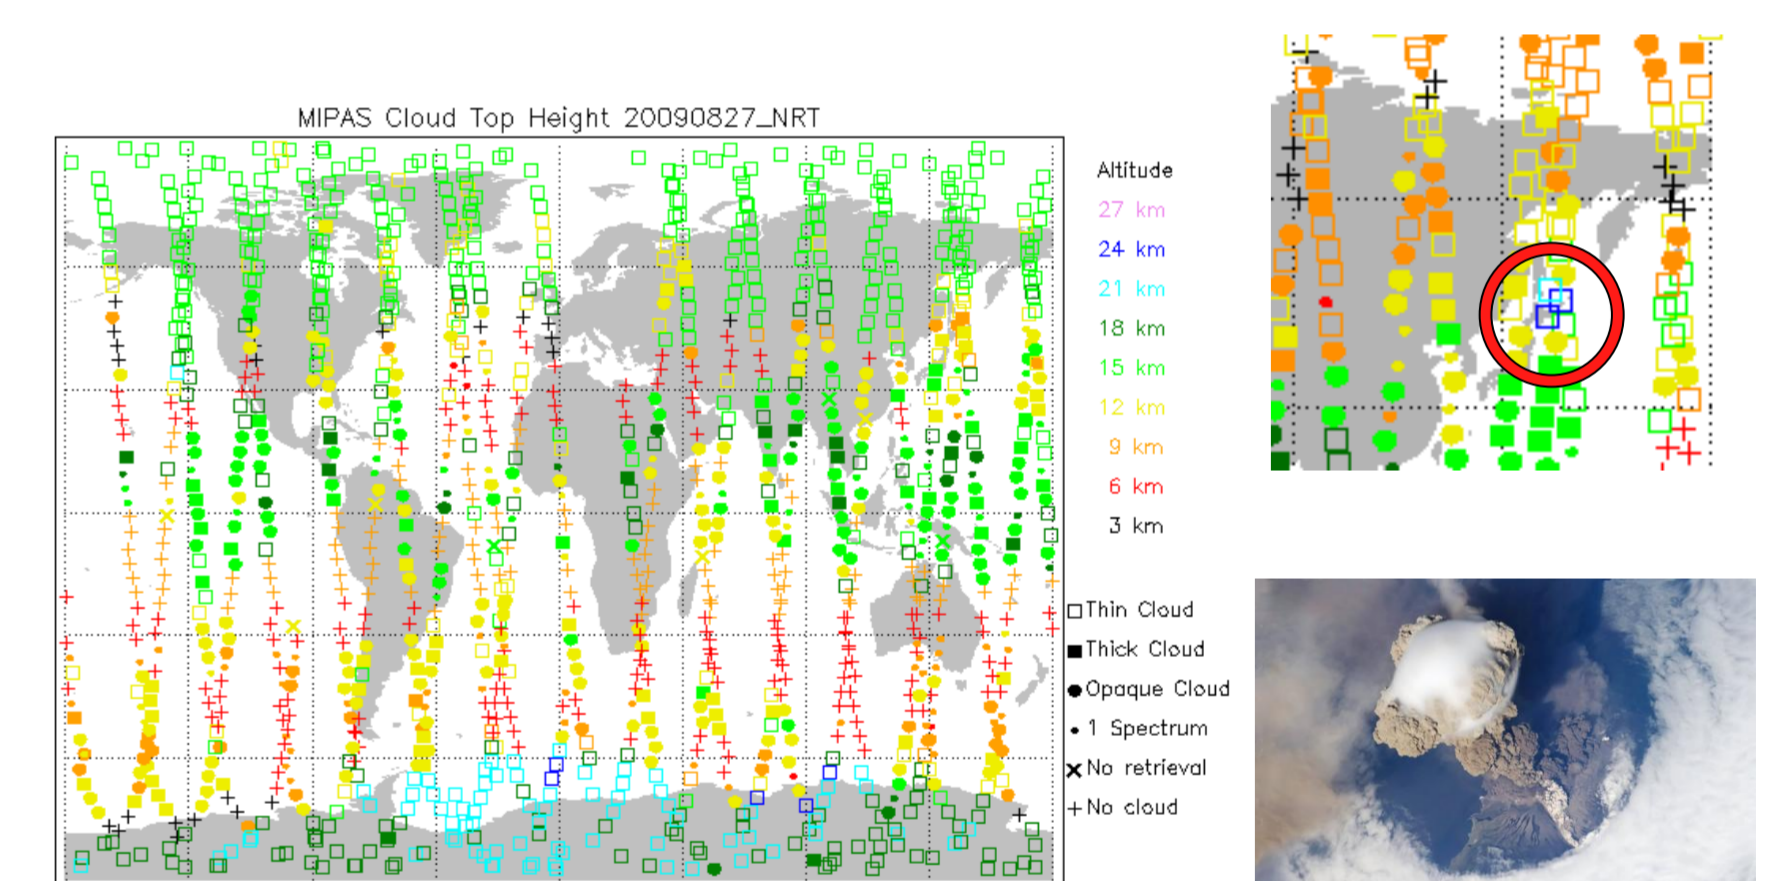 MIPAS Cloud Top Height 20090827_NRT
Altitude
27 km
24 km
21 km
18 km
15 km
12 km
9 km
6 km
3 km
Thin Cloud
Thick Cloud
Opaque Cloud
1 Spectrum
No retrieval
No cloud